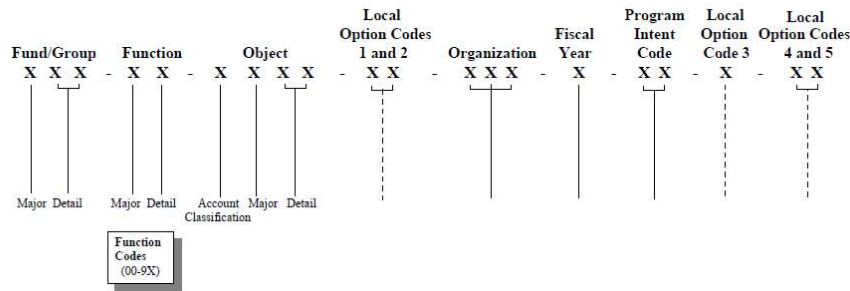 Local Program Local Local
Option Codes Fiscal Intent Option Option Codes
Fund/Group Function Object 1 and 2 Organization Year Code Code 3 4 and 5
X X X - X X - X X X X - X X - X X X - X - X X - X - X X
Major Detail Major Detail Account Major Detail
Classification
Function
Codes
(00-9X)